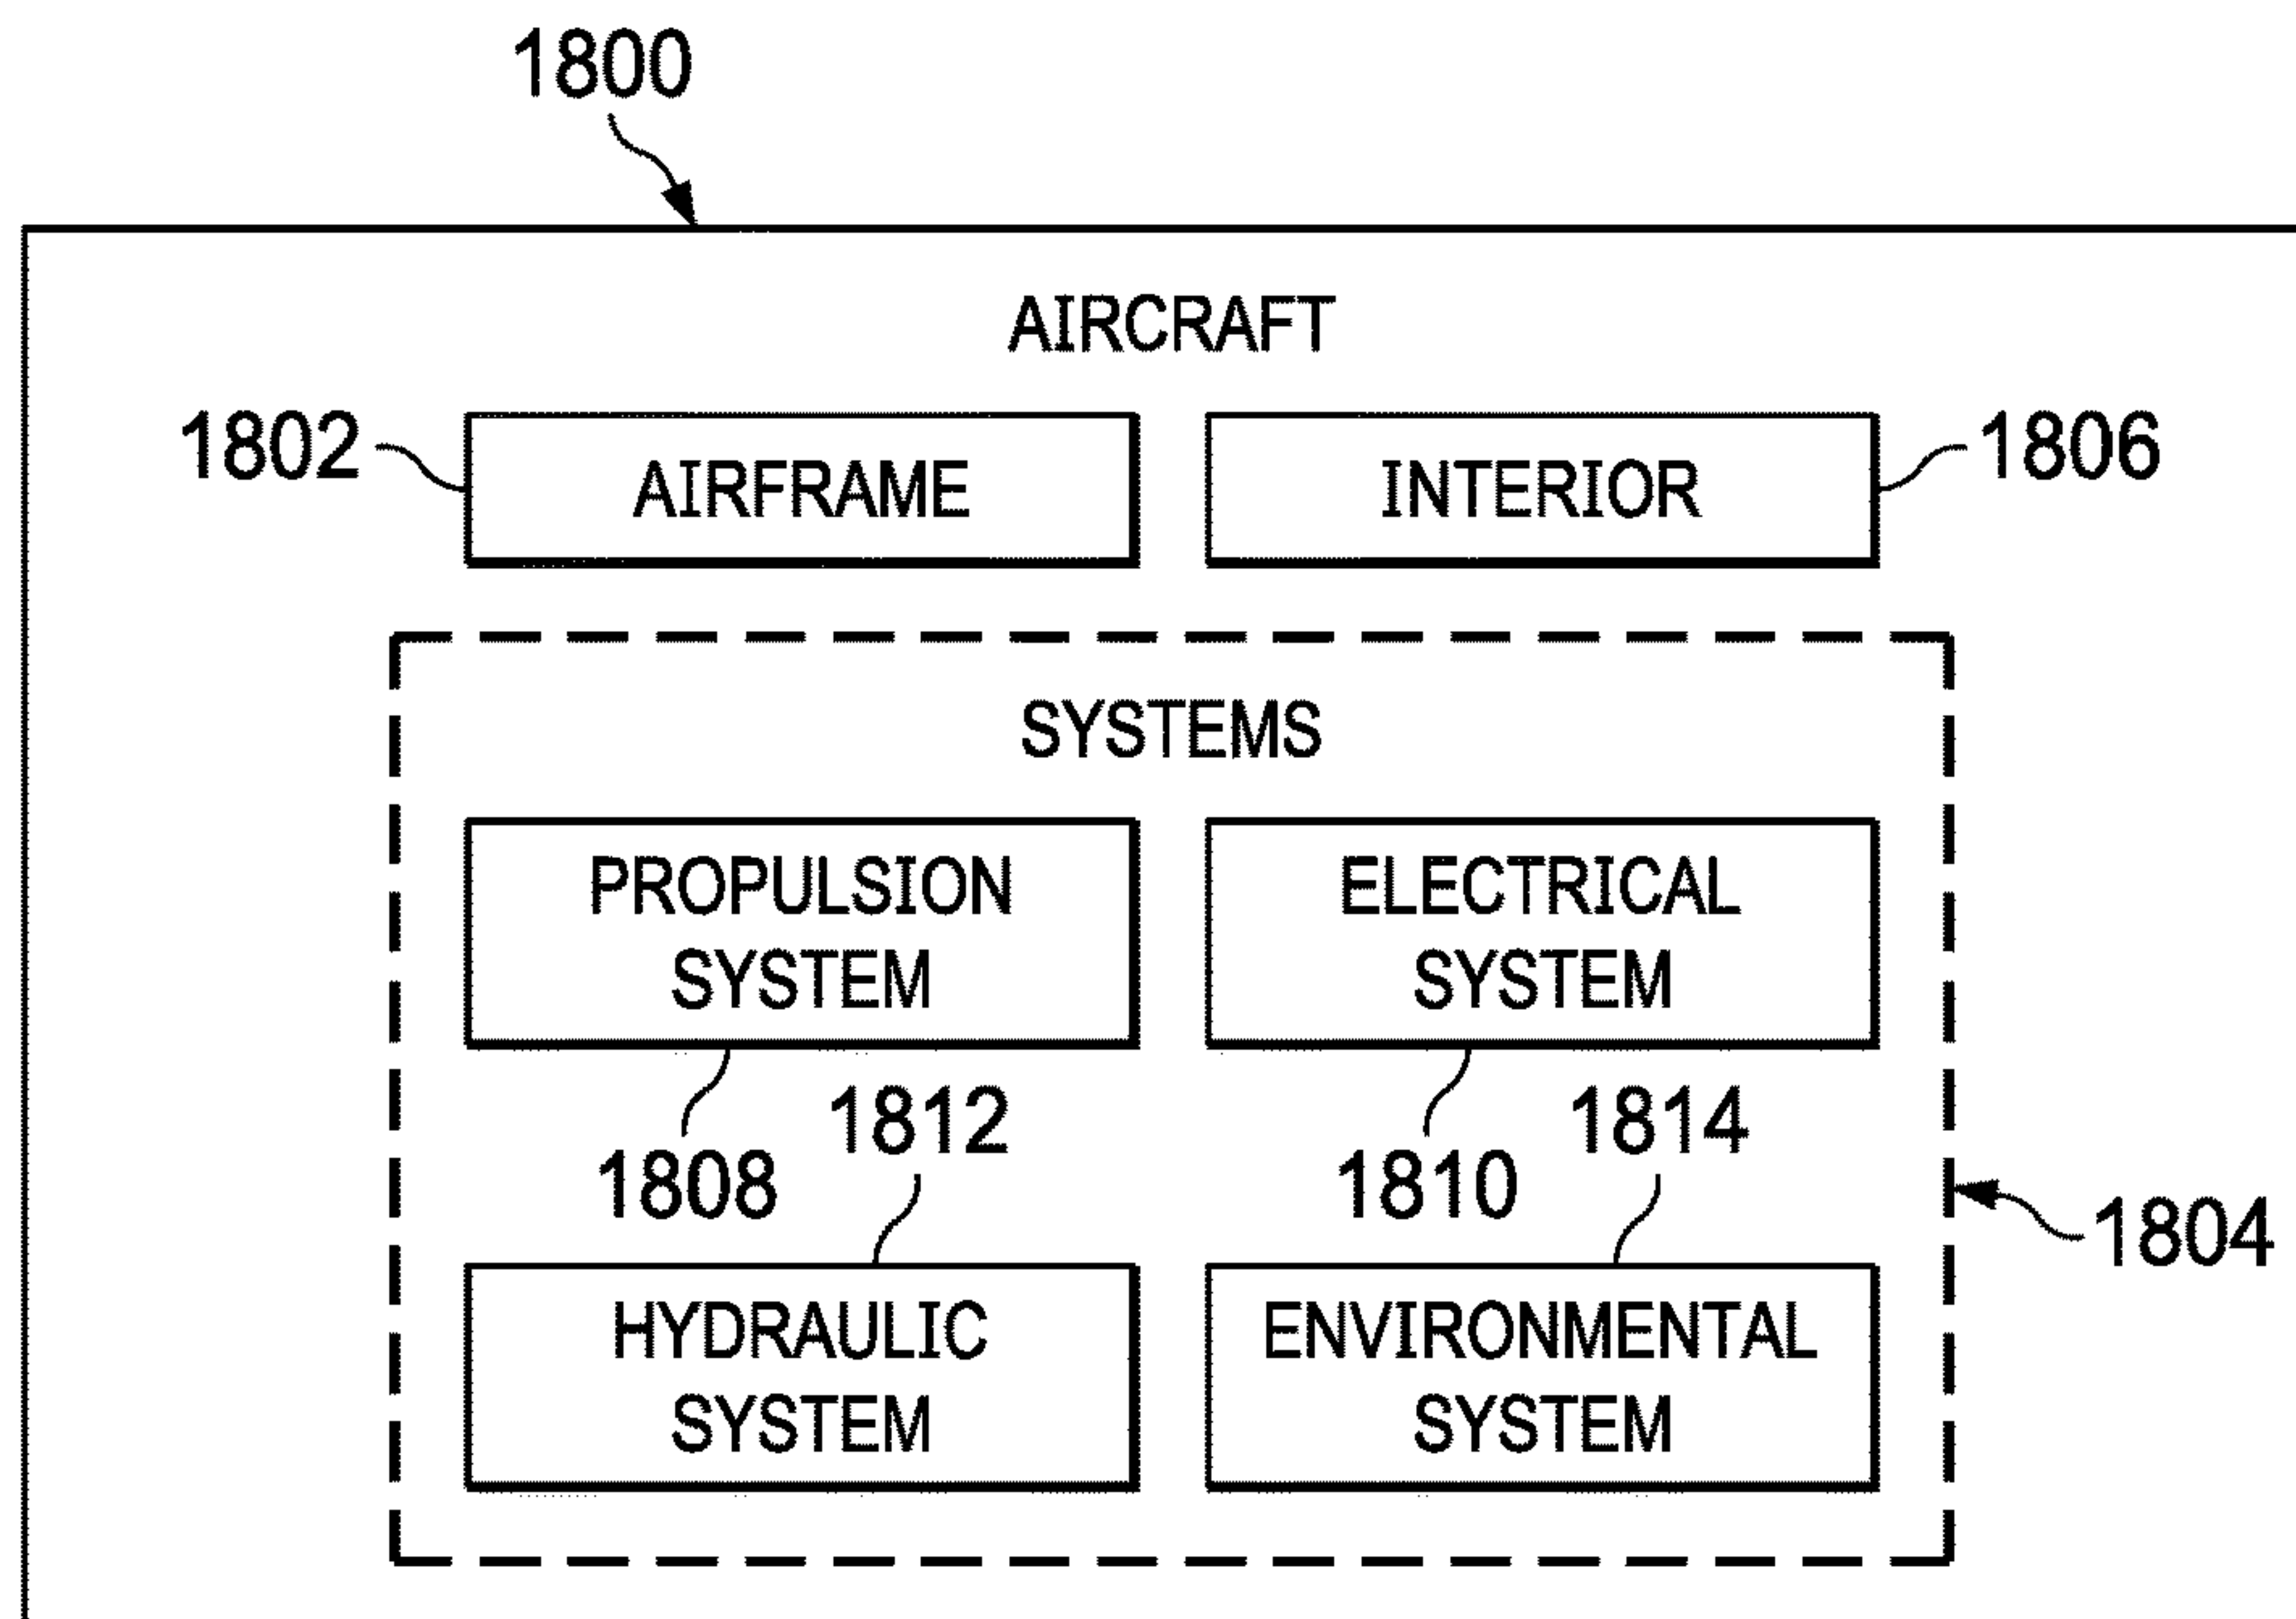 1800
AIRCRAFT
1802
AIRFRAME
INTERIOR
1806
SYSTEMS
PROPULSION
SYSTEM
ELECTRICAL
SYSTEM
1808
1812
1810
1814
1804
HYDRAULIC
SYSTEM
ENVIRONMENTAL
SYSTEM